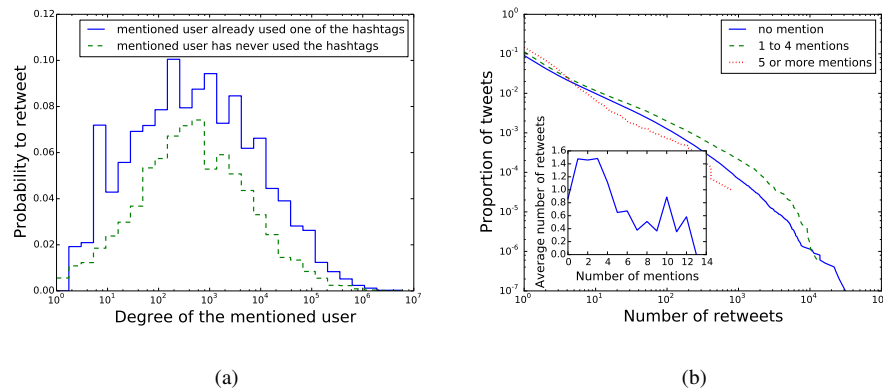 mentioned user already used one of the hashtags
mentioned user has never used the hashtags
Probability to retweet
0.12
0.10
0.08
0.06
0.04
0.02
0.00
10^0
10^1
10^2
10^3
10^4
10^5
10^6
10^7
Degree of the mentioned user
(a)
no mention
1 to 4 mentions
5 or more mentions
Proportion of tweets
10^0
10^-1
10^-2
10^-3
10^-4
10^-5
10^-6
10^-7
Average number of retweets
1.6
1.4
1.2
1.0
0.8
0.6
0.4
0.2
0.0
0 2 4 6 8 10 12 14
Number of mentions
10^0
10^1
10^2
10^3
10^4
Number of retweets
(b)